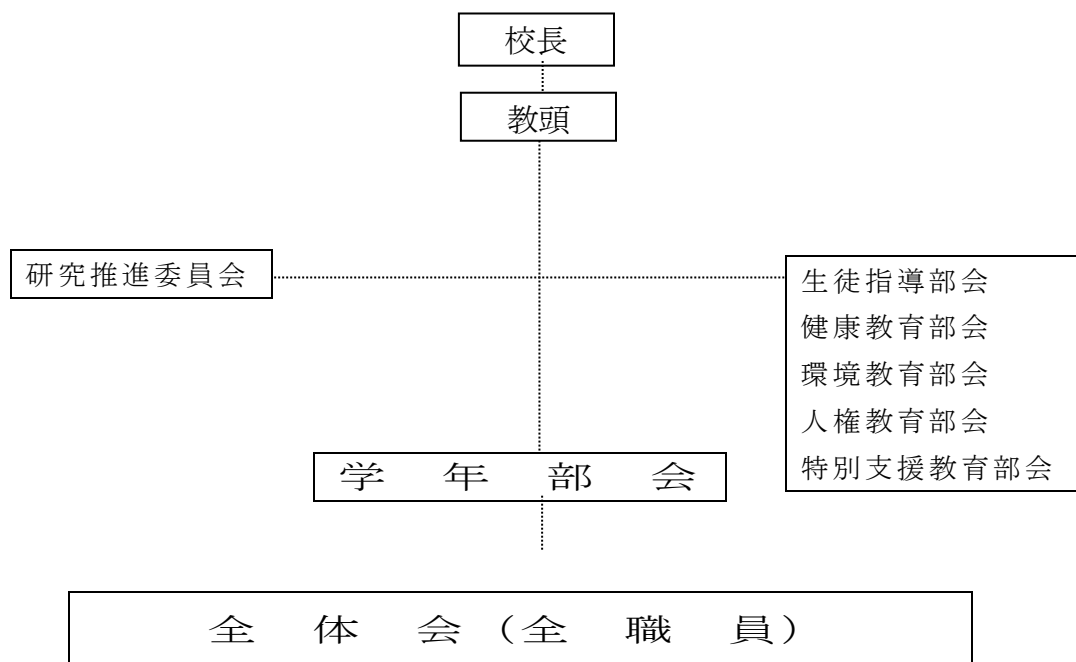 校長
教頭
研究推進委員会
生徒指導部会
健康教育部会
環境教育部会
人権教育部会
特別支援教育部会
学年部会
全体会(全職員)